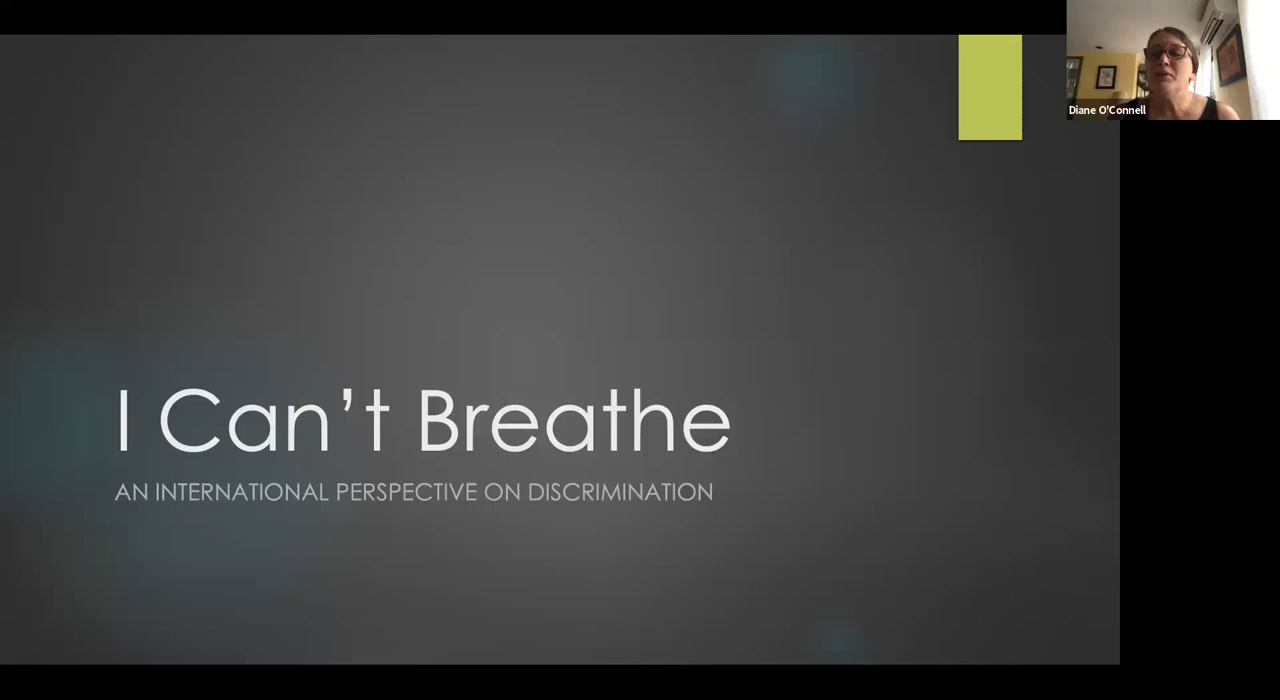 Diane O'Connell
I Can’t Breathe
AN INTERNATIONAL PERSPECTIVE ON DISCRIMINATION